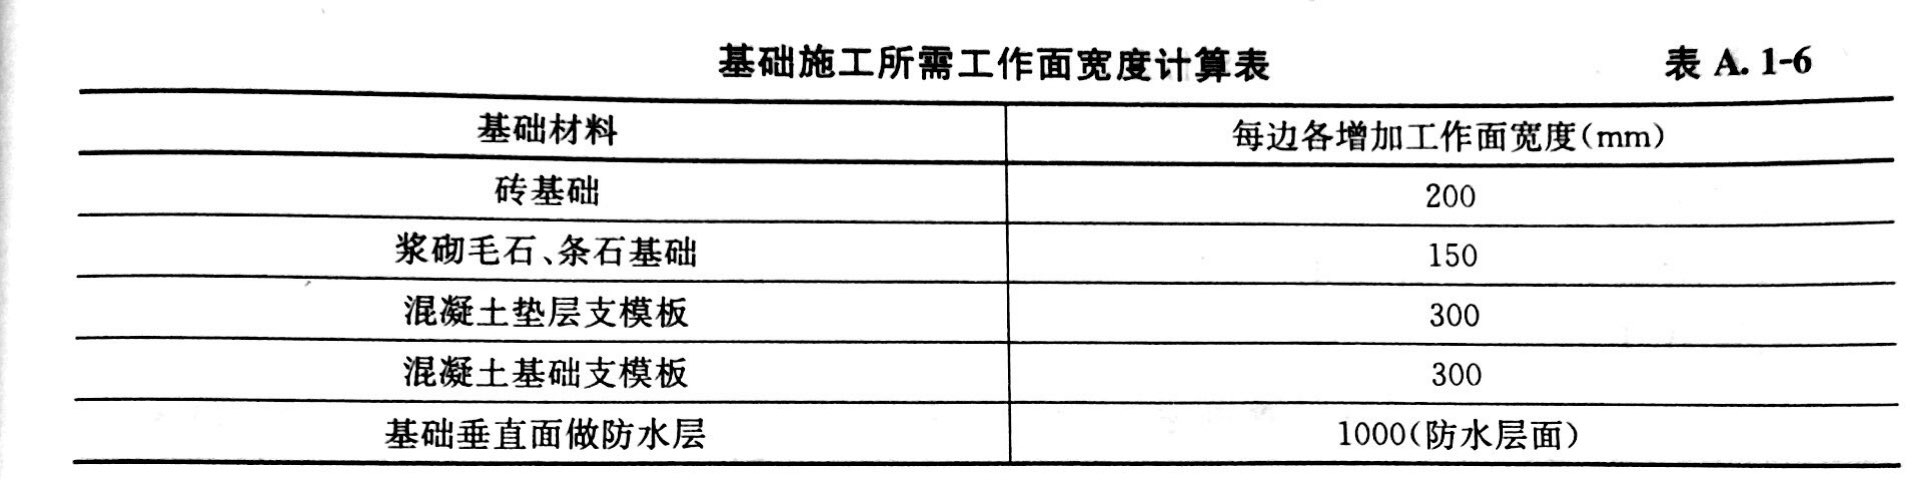 基础施工所需工作面宽度计算表 表 A. 1-6
基础材料 每边各增加工作面宽度(mm)
砖基础 200
浆砌毛石、条石基础 150
混凝土垫层支模板 300
混凝土基础支模板 300
基础垂直面做防水层 1000(防水层面)